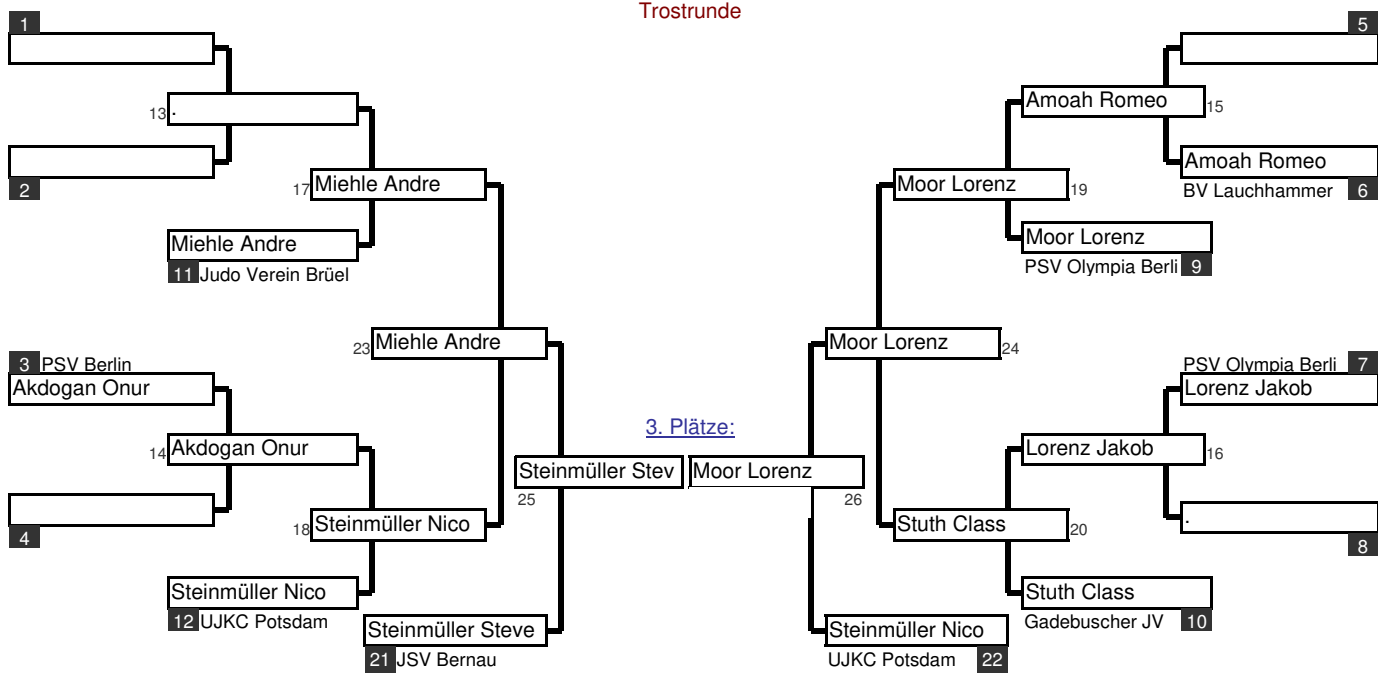 Trostrunde
1
5
13 .
Amoah Romeo 15
2
17 Miehle Andre
Moor Lorenz 19
Amoah Romeo
BV Lauchhammer 6
Miehle Andre
11 Judo Verein Brüel
Moor Lorenz
PSV Olympia Berli 9
23 Miehle Andre
Moor Lorenz 24
3 PSV Berlin
Akdogan Onur
PSV Olympia Berli 7
Lorenz Jakob
3. Plätze:
14 Akdogan Onur
Lorenz Jakob 16
Steinmüller Stev
25
Moor Lorenz
26
4
18 Steinmüller Nico
Stuth Class 20
.
8
Steinmüller Nico
12 UJKC Potsdam
Stuth Class
Gadebuscher JV 10
Steinmüller Steve
21 JSV Bernau
Steinmüller Nico
UJKC Potsdam 22